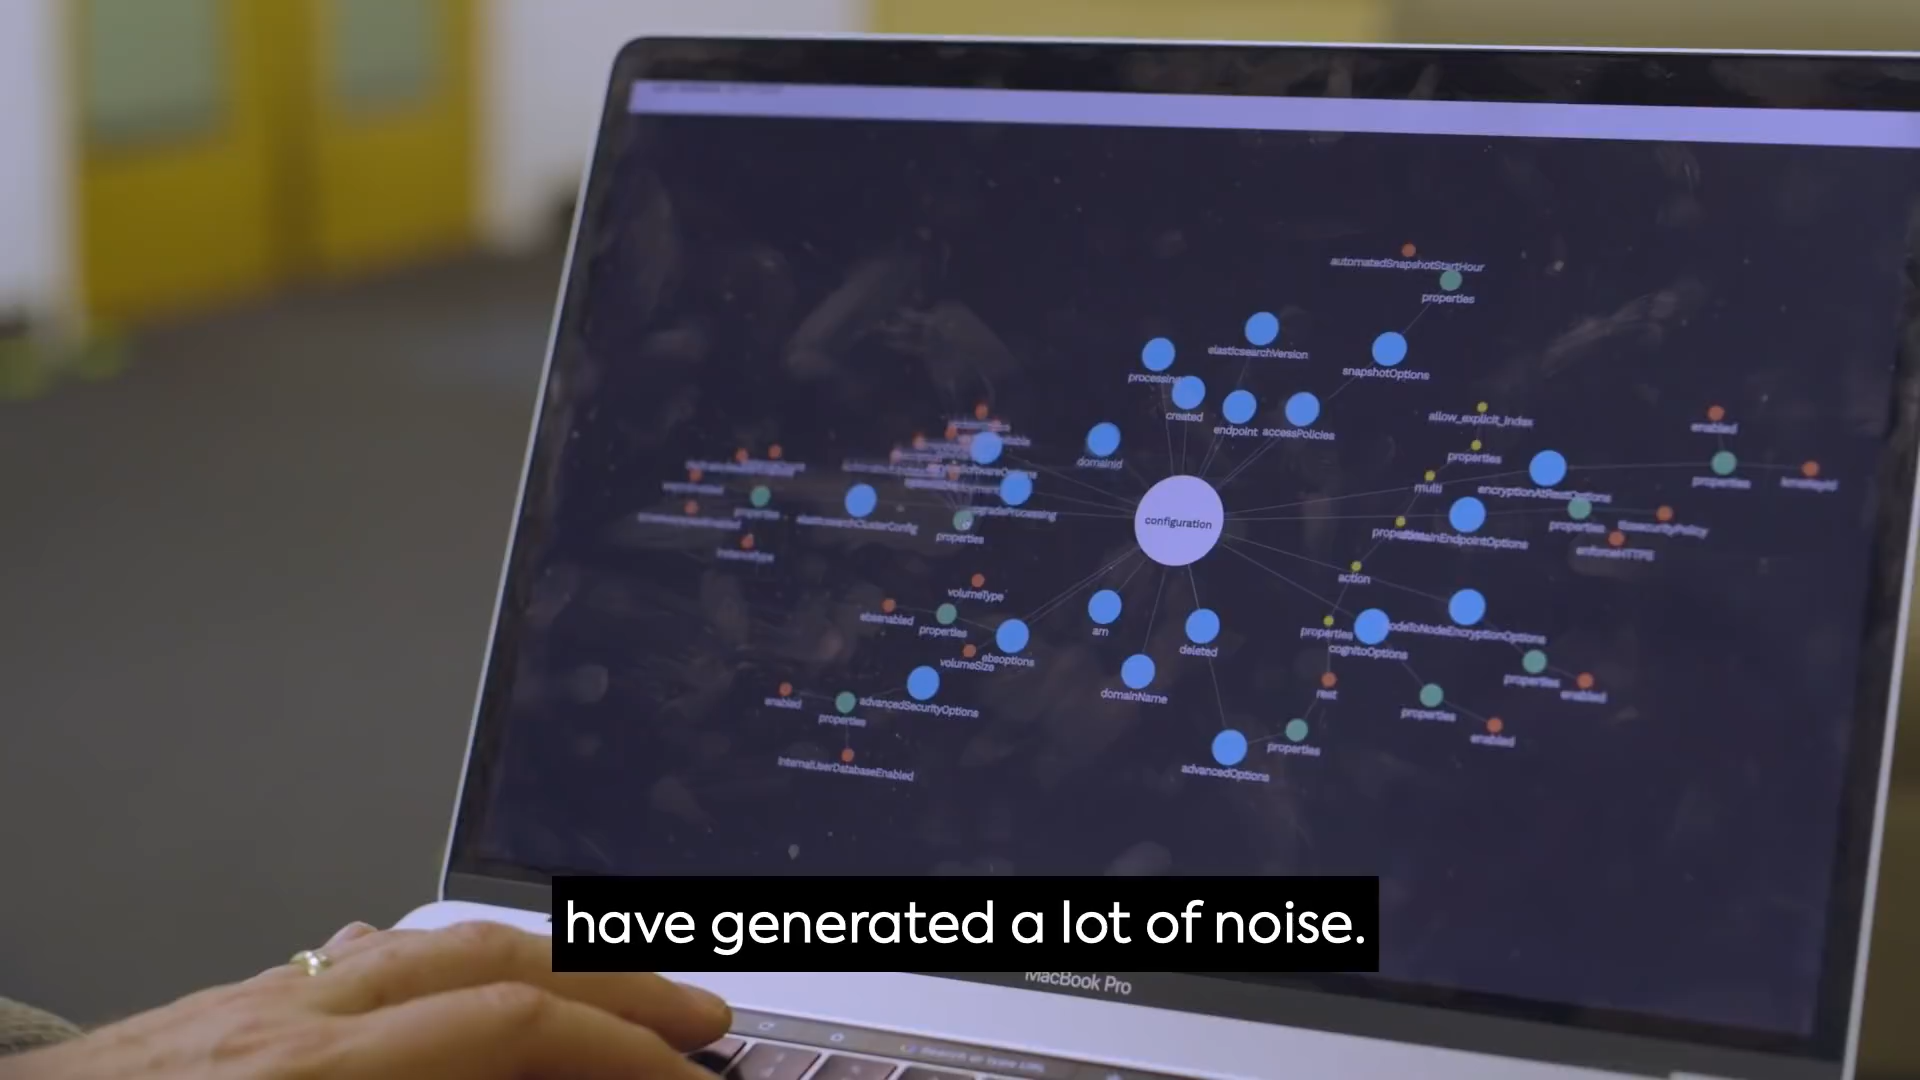 automatedSnapshotStartHour
properties
elasticsearchVersion
snapshotOptions
processing
created
endpoint
accessPolicies
allow_explicit_index
enabled
domainId
properties
multi
encryptionAtRestOptions
properties
kmsKeyId
upgradeProcessing
elasticsearchClusterConfig
properties
properties
configuration
properties
tlsSecurityPolicy
enforceHTTPS
instanceType
action
volumeType
ebsenabled
properties
volumeSize
ebsoptions
arn
deleted
properties
cognitoOptions
nodeToNodeEncryptionOptions
domainName
rest
properties
enabled
enabled
properties
advancedSecurityOptions
properties
enabled
InternalUserDatabaseEnabled
advancedOptions
properties
have generated a lot of noise.
MacBook Pro